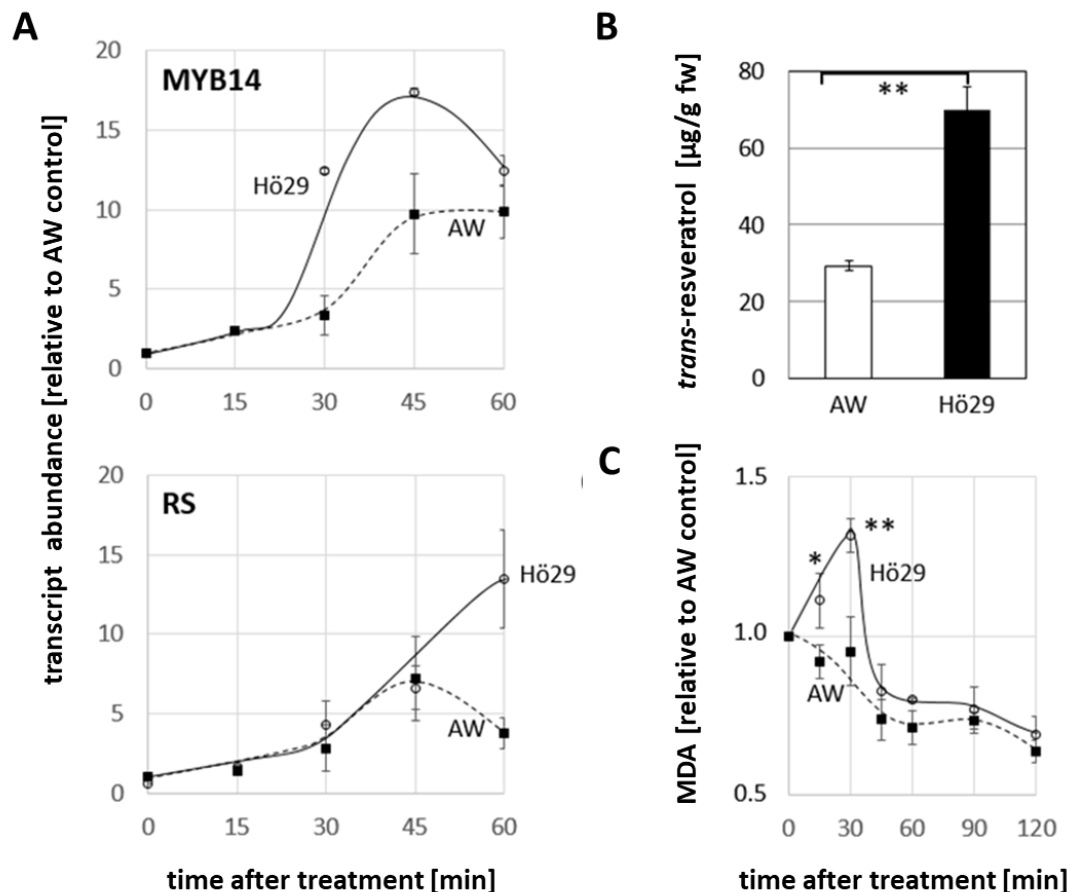 A
transcript abundance [relative to AW control]
20
MYB14
15
Hö29
10
AW
5
0
0 15 30 45 60
20
RS
15
Hö29
10
5
AW
0
0 15 30 45 60
time after treatment [min]
B
trans-resveratrol [µg/g fw]
80
**
60
40
20
0
AW Hö29
C
MDA [relative to AW control]
1.5
**
*
Hö29
1.0
AW
0.5
0 30 60 90 120
time after treatment [min]